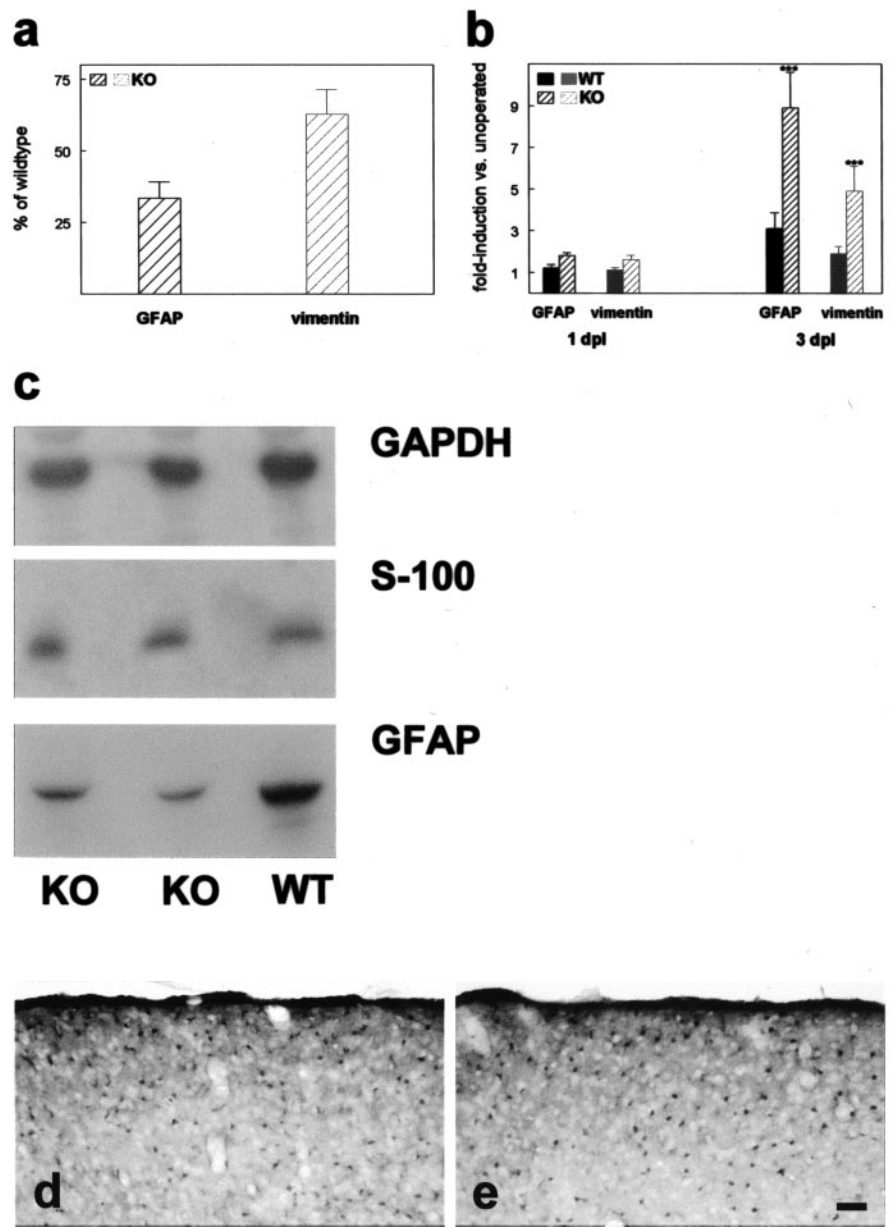 a
b
75
50
25
% of wildtype
KO
GFAP
vimentin
fold-induction vs. unoperated
9
7
5
3
1
WT
KO
***
***
GFAP
vimentin
GFAP
vimentin
1 dpl
3 dpl
c
GAPDH
S-100
GFAP
KO
KO
WT
d
e